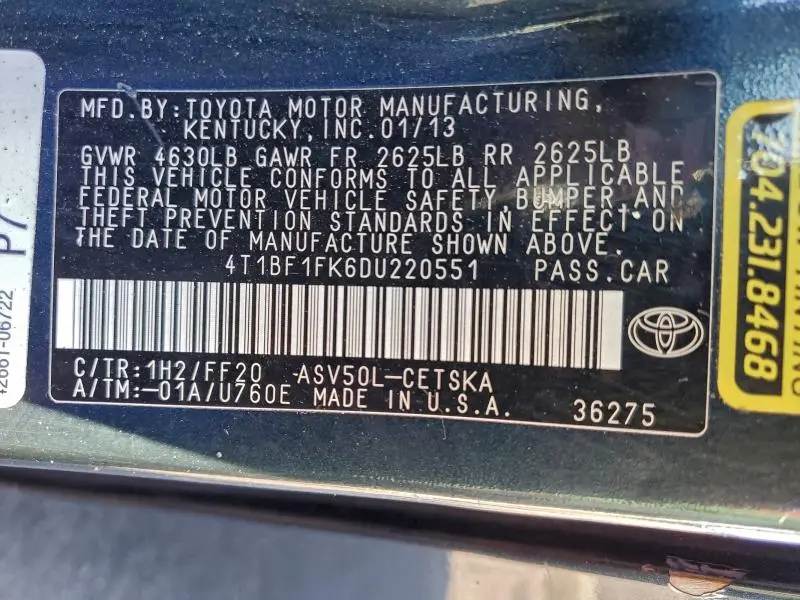 MFD.BY:TOYOTA MOTOR MANUFACTURING,
KENTUCKY,INC.01/13
GVWR 4630LB GAWR FR 2625LB RR 2625LB
THIS VEHICLE CONFORMS TO ALL APPLICABLE
FEDERAL MOTOR VEHICLE SAFETY BUMPER AND
THEFT PREVENTION STANDARDS IN EFFECT ON
THE DATE OF MANUFACTURE SHOWN ABOVE.
4T1BF1FK6DU220551 PASS.CAR
C/TR:1H2/FF20 ASV50L-CETSKA
A/TM:-01A/U760E MADE IN U.S.A. 36275
P7
704.231.8468